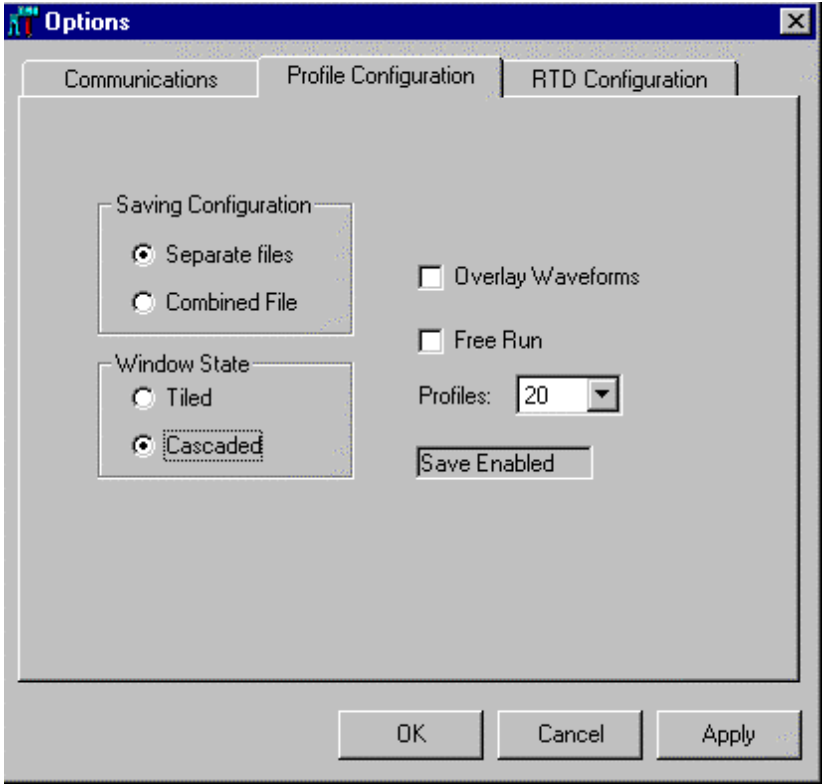 Options
Communications
Profile Configuration
RTD Configuration
Saving Configuration
Separate files
Combined File
Window State
Tiled
Cascaded
Overlay Waveforms
Free Run
Profiles: 20
Save Enabled
OK
Cancel
Apply